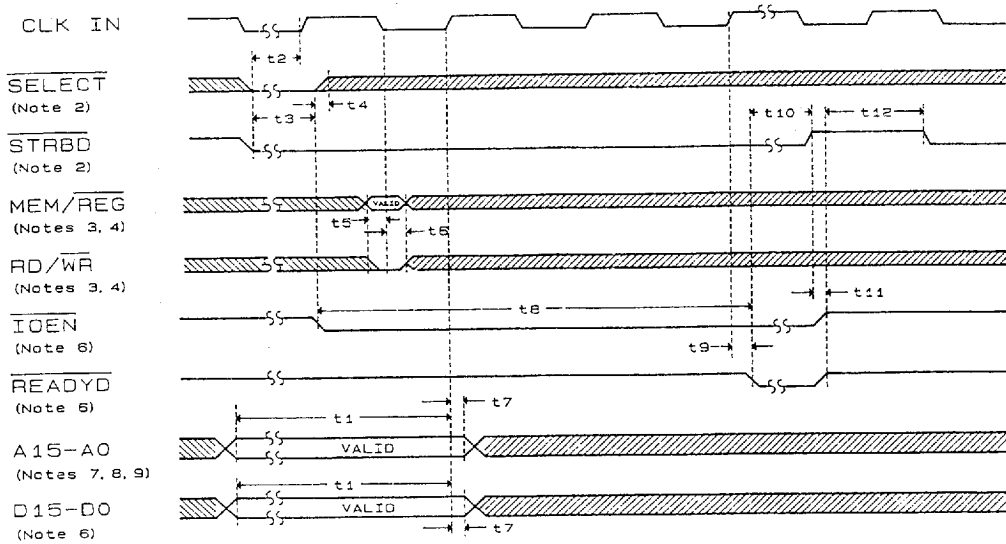 CLK IN
t2
SELECT
(Note 2)
t4
t3
t10
t12
STRBD
(Note 2)
MEM/REG
(Notes 3, 4)
VALID
t5
t6
RD/WR
(Notes 3, 4)
t8
t11
IOEN
(Note 6)
t9
READYD
(Note 6)
t7
t1
A15-A0
(Notes 7, 8, 9)
VALID
t1
D15-D0
(Note 6)
VALID
t7